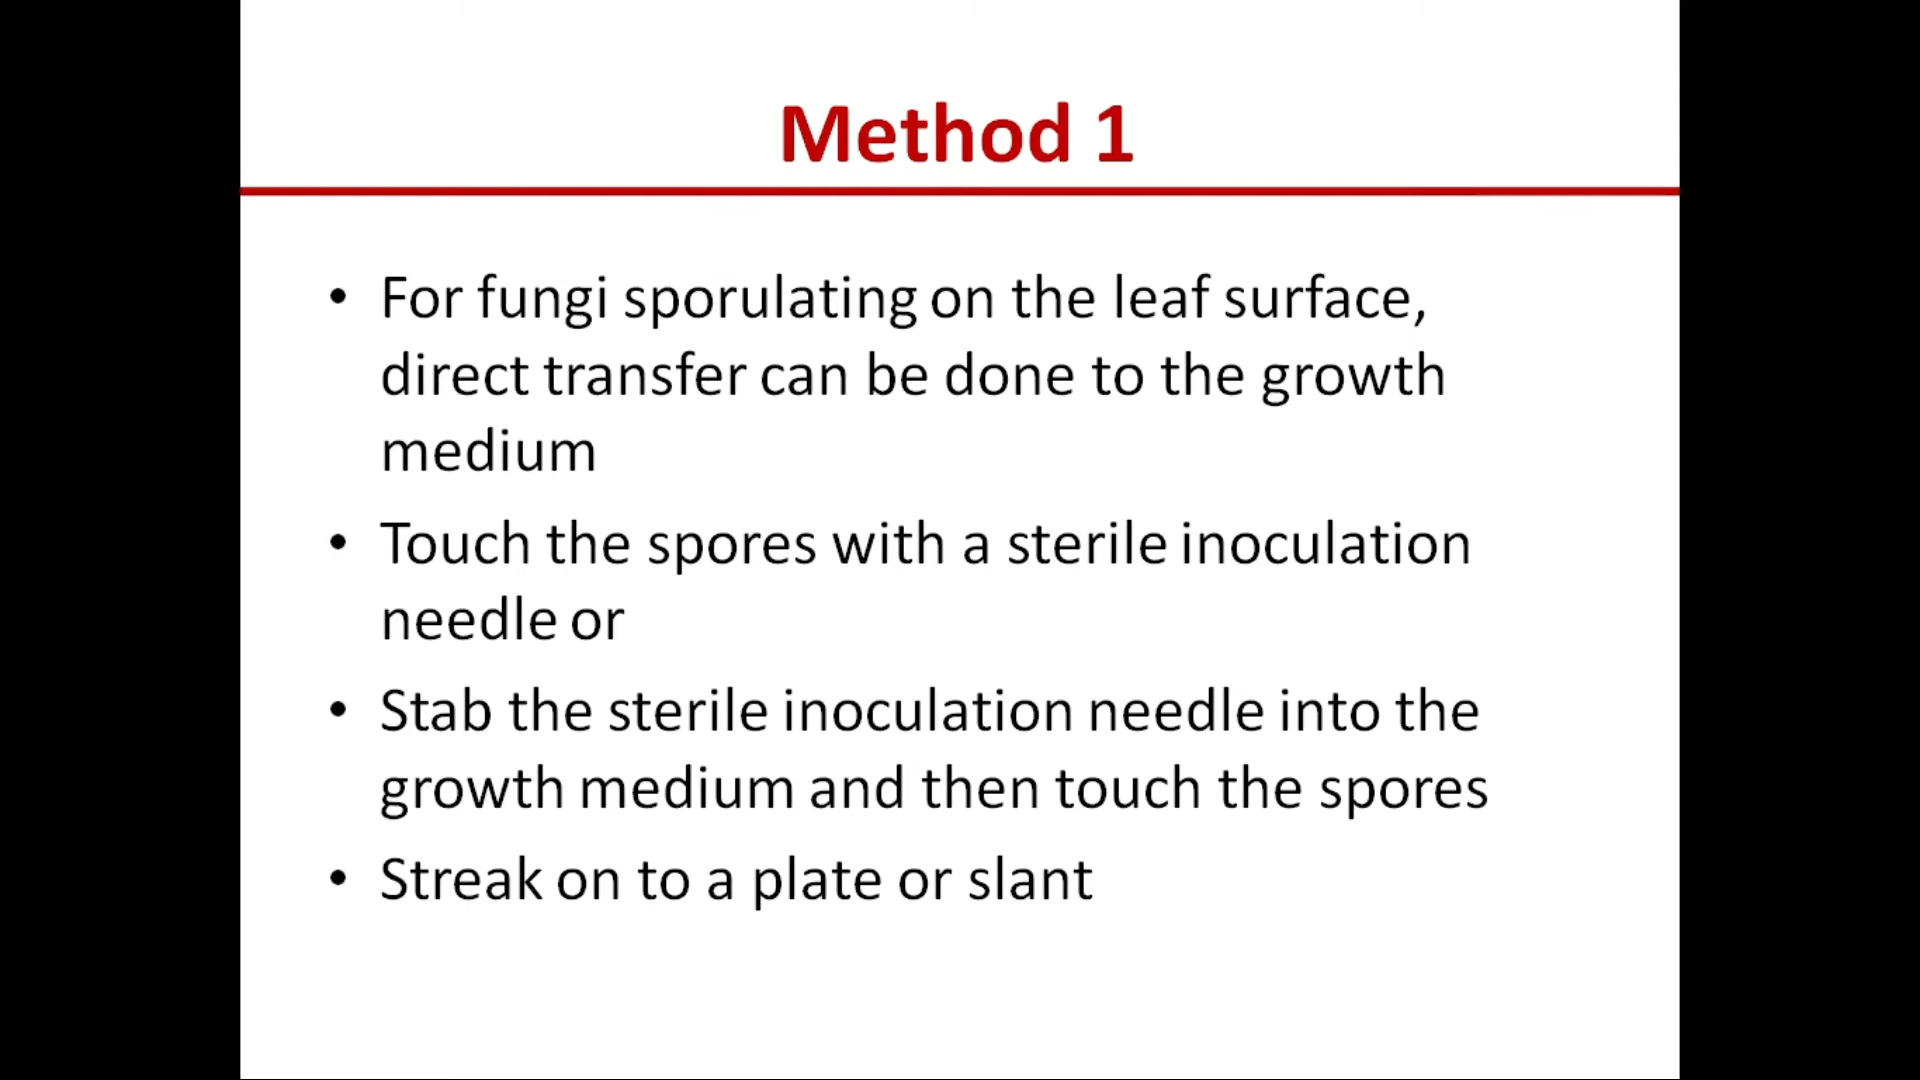 Method 1
• For fungi sporulating on the leaf surface,
direct transfer can be done to the growth
medium
• Touch the spores with a sterile inoculation
needle or
• Stab the sterile inoculation needle into the
growth medium and then touch the spores
• Streak on to a plate or slant